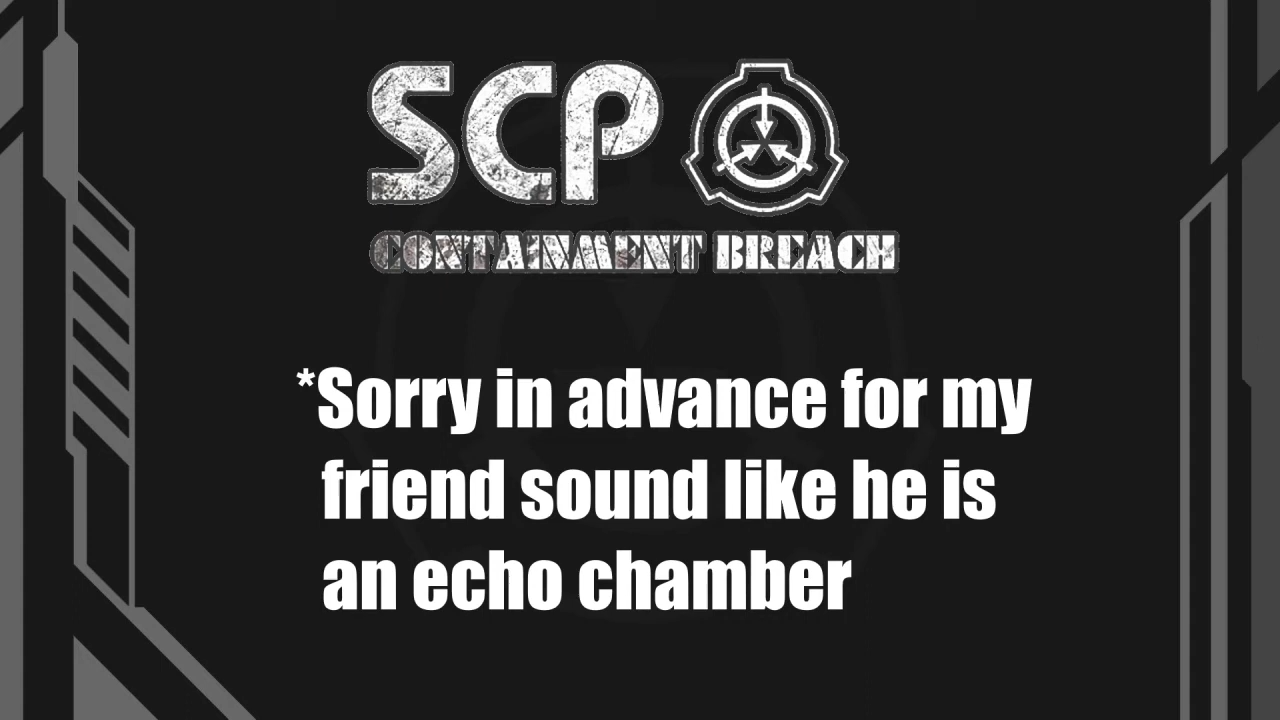 SCP
CONTAINMENT BREACH
*Sorry in advance for my
friend sound like he is
an echo chamber